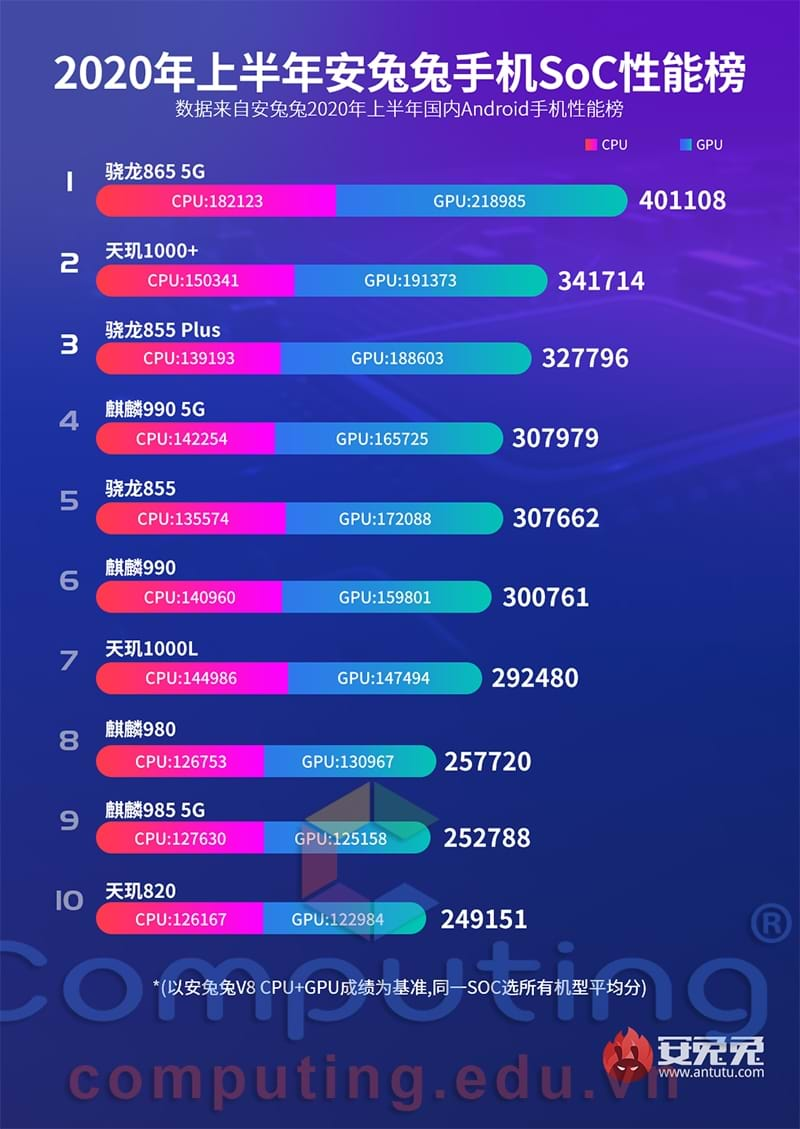 2020年上半年安兔兔手机SoC性能榜
数据来自安兔兔2020年上半年国内Android手机性能榜
CPU GPU
1 骁龙865 5G
CPU:182123 GPU:218985 401108
2 天玑1000+
CPU:150341 GPU:191373 341714
3 骁龙855 Plus
CPU:139193 GPU:188603 327796
4 麒麟990 5G
CPU:142254 GPU:165725 307979
5 骁龙855
CPU:135574 GPU:172088 307662
6 麒麟990
CPU:140960 GPU:159801 300761
7 天玑1000L
CPU:144986 GPU:147494 292480
8 麒麟980
CPU:126753 GPU:130967 257720
9 麒麟985 5G
CPU:127630 GPU:125158 252788
10 天玑820
CPU:126167 GPU:122984 249151
Computing ®
*(以安兔兔V8 CPU+GPU成绩为基准,同一SOC选所有机型平均分)
安兔兔
www.antutu.com
computing.edu.vn